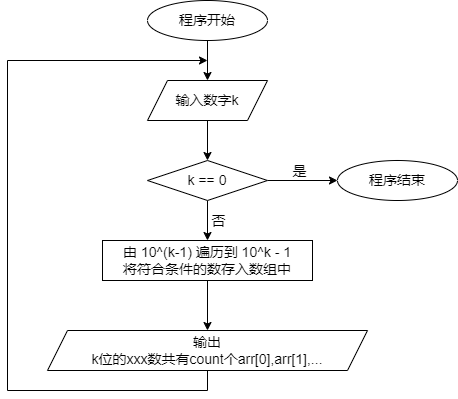 程序开始
输入数字k
k == 0
是
程序结束
否
由 10^(k-1) 遍历到 10^k - 1
将符合条件的数存入数组中
输出
k位的xxx数共有count个arr[0],arr[1],...